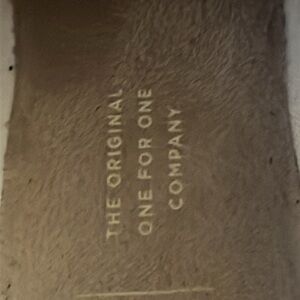 THE ORIGINAL
ONE FOR ONE
COMPANY